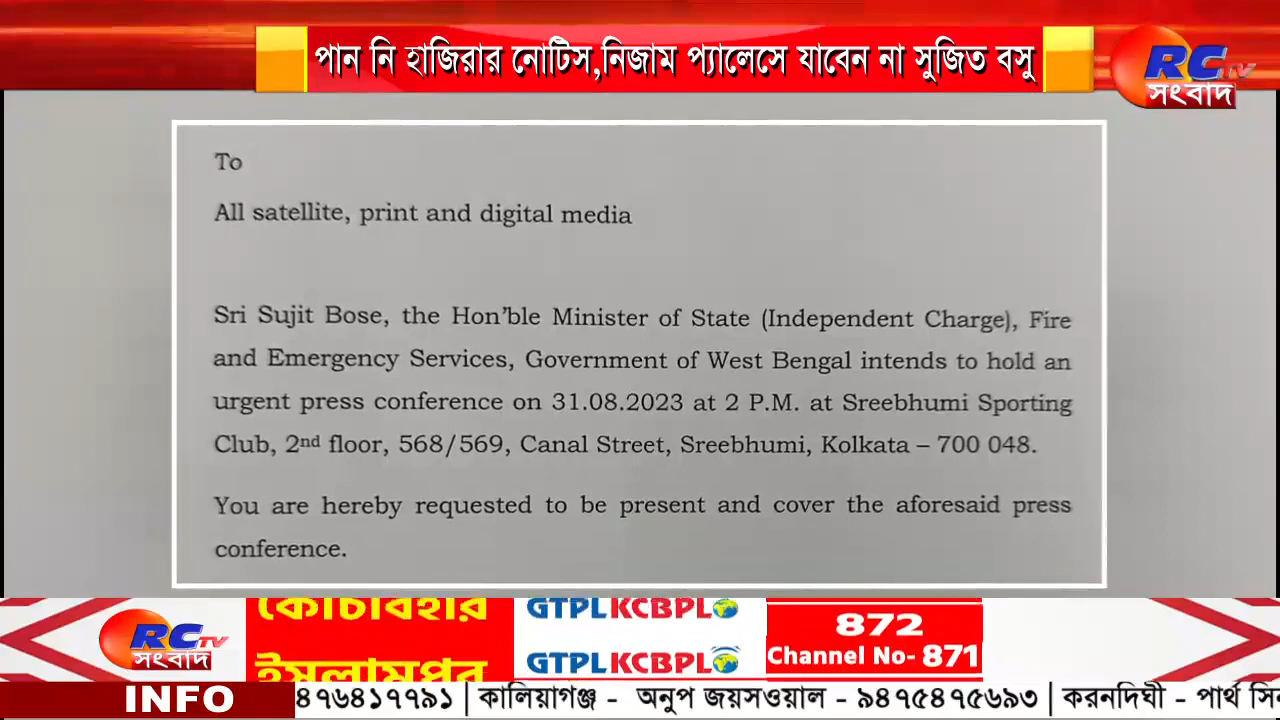 পান নি হাজিরার নোটিস,নিজাম প্যালেসে যাবেন না সুজিত বসু
RC TV
সংবাদ
To
All satellite, print and digital media
Sri Sujit Bose, the Hon’ble Minister of State (Independent Charge), Fire
and Emergency Services, Government of West Bengal intends to hold an
urgent press conference on 31.08.2023 at 2 P.M. at Sreebhumi Sporting
Club, 2nd floor, 568/569, Canal Street, Sreebhumi, Kolkata – 700 048.
You are hereby requested to be present and cover the aforesaid press
conference.
RC TV
সংবাদ
কোচবিহার
ইসলামপুর
GTPL KCBPL
GTPL KCBPL
872
Channel No- 871
INFO
৪৭৬৪১৭৭৯১ | কালিয়াগঞ্জ - অনুপ জয়সওয়াল - ৯৪৭৫৪৭৫৬৯৩ | করনদিঘী - পার্থ